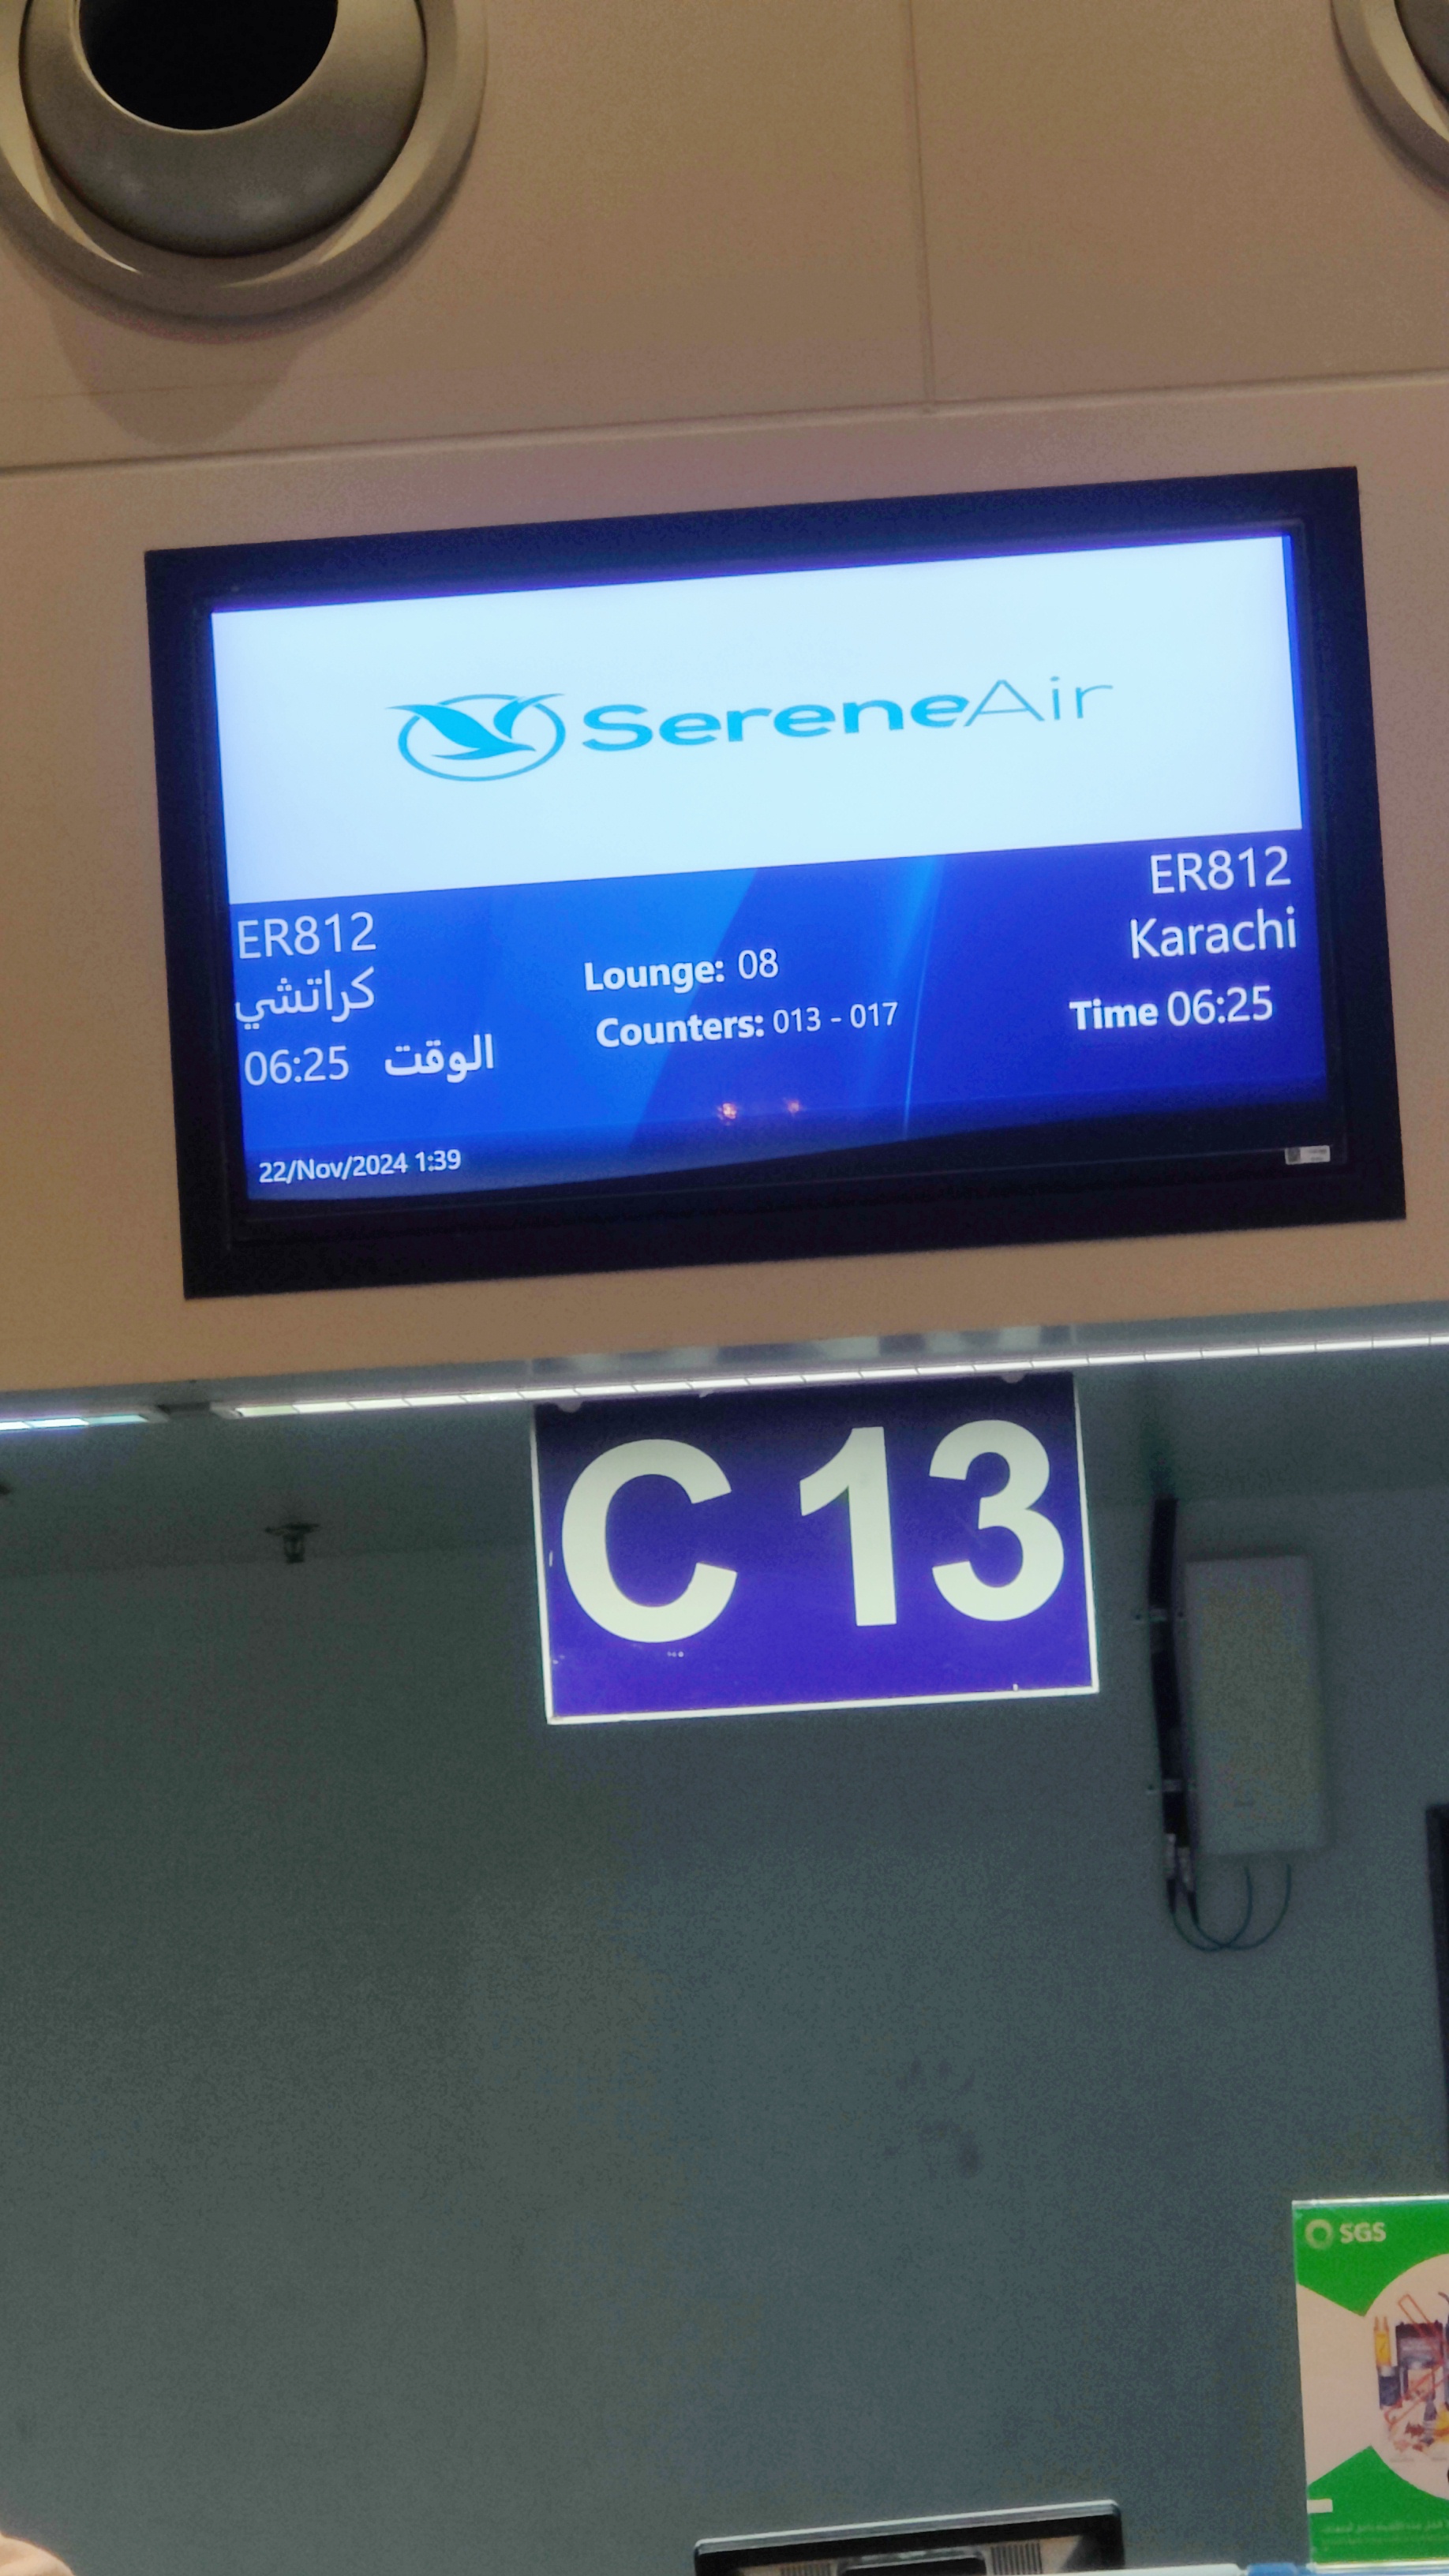 SereneAir
ER812
كراتشي
06:25 الوقت
Lounge: 08
Counters: 013 - 017
ER812
Karachi
Time 06:25
22/Nov/2024 1:39
C 13
SGS